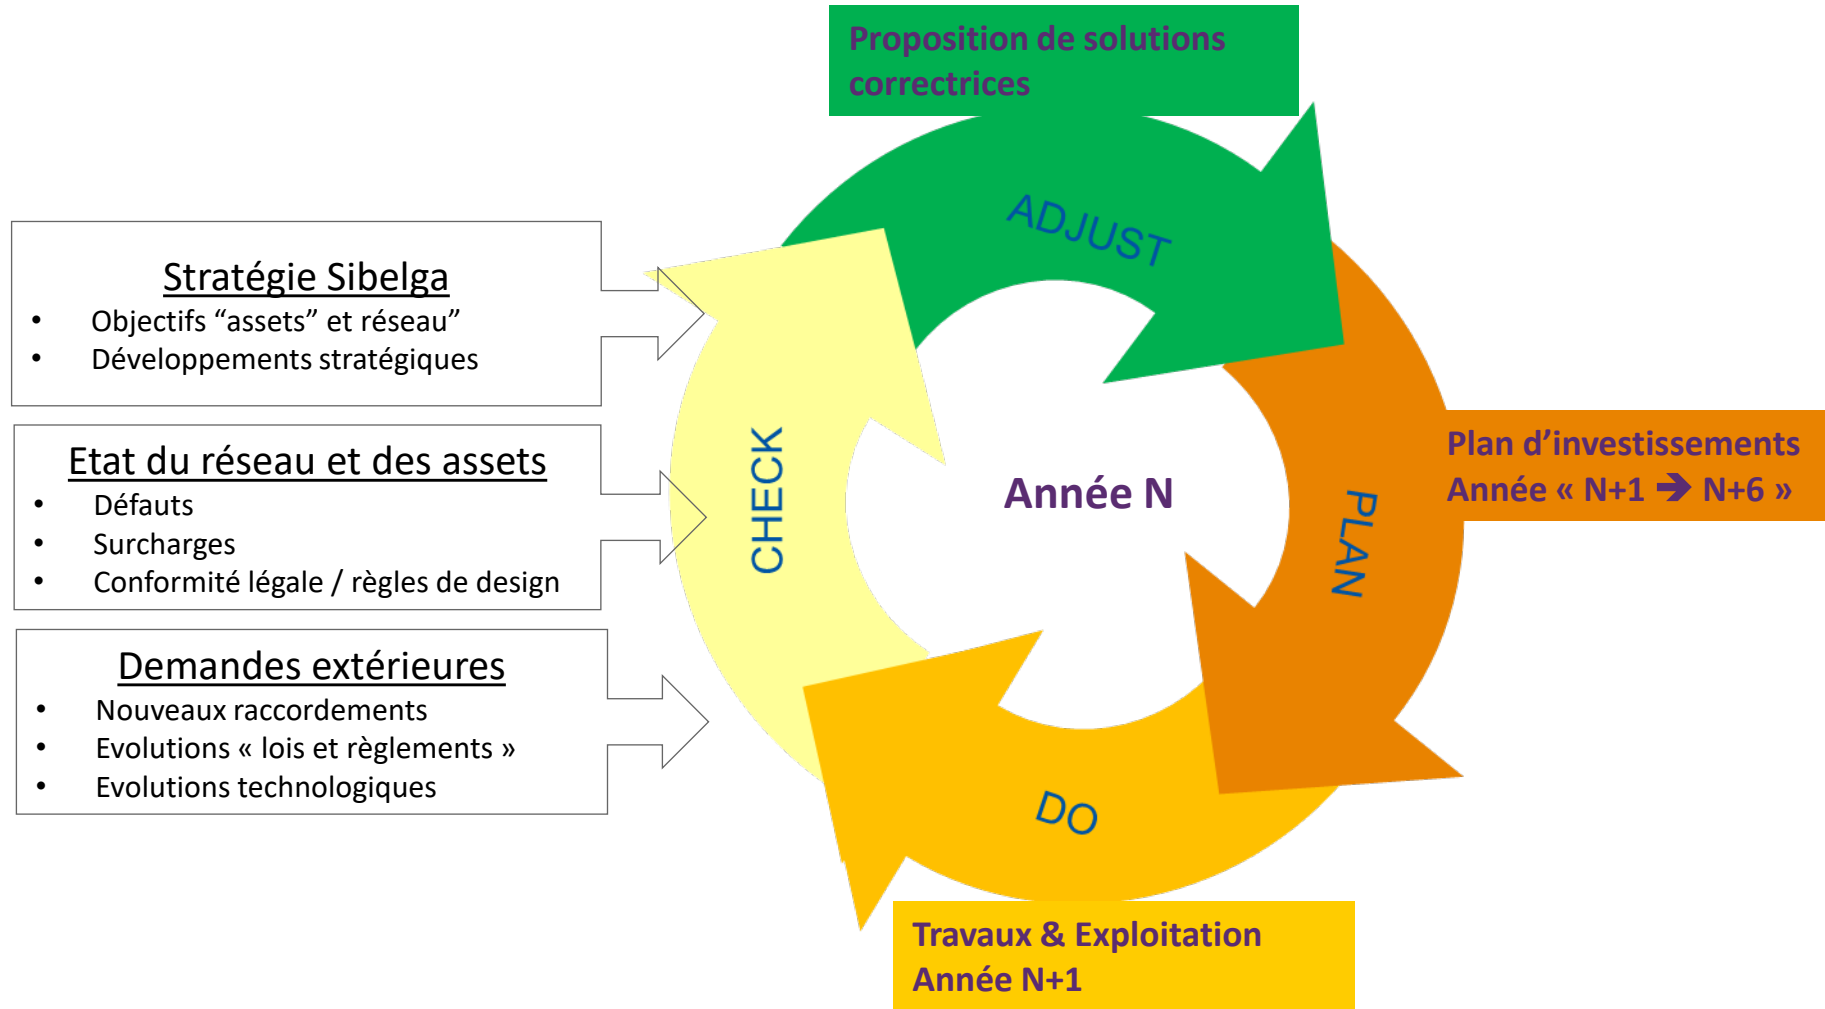 Proposition de solutions
correctrices
ADJUST
Stratégie Sibelga
• Objectifs “assets” et réseau”
• Développements stratégiques
Etat du réseau et des assets
• Défauts
• Surcharges
• Conformité légale / règles de design
Demandes extérieures
• Nouveaux raccordements
• Evolutions « lois et règlements »
• Evolutions technologiques
CHECK
Année N
PLAN
Plan d’investissements
Année « N+1 ➔ N+6 »
DO
Travaux & Exploitation
Année N+1